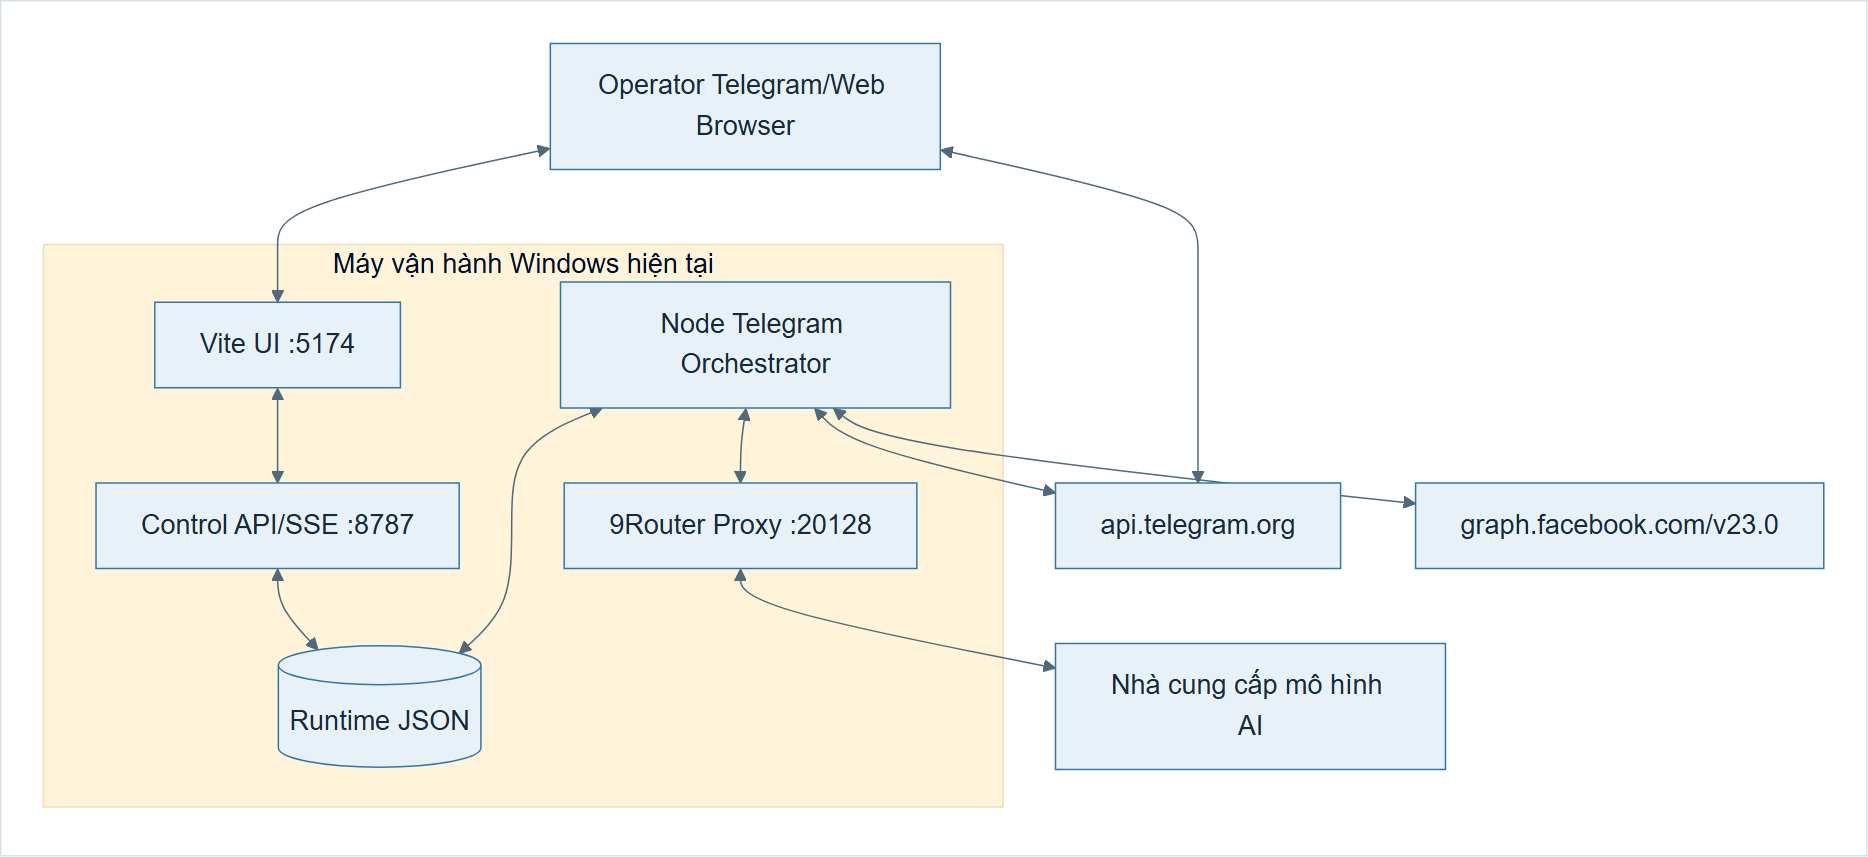 Operator Telegram/Web
Browser
Máy vận hành Windows hiện tại
Vite UI :5174
Node Telegram
Orchestrator
Control API/SSE :8787
9Router Proxy :20128
api.telegram.org
graph.facebook.com/v23.0
Runtime JSON
Nhà cung cấp mô hình
AI